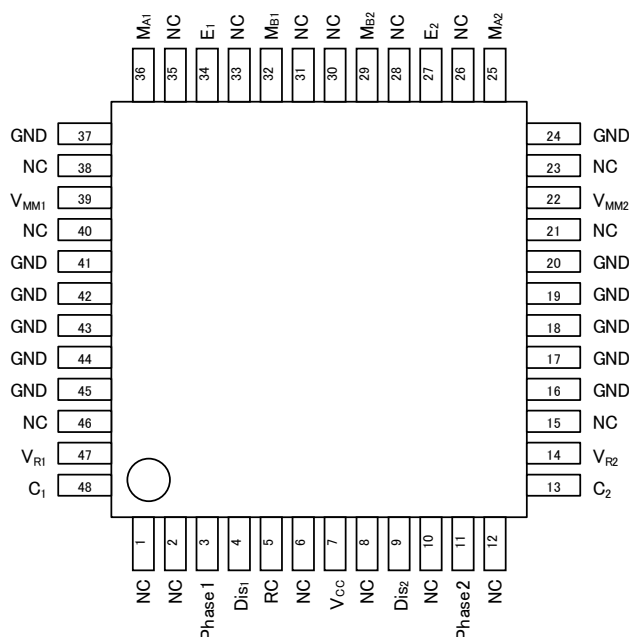 MA1 NC E1 NC MB1 NC NC MB2 NC E2 NC MA2
36 35 34 33 32 31 30 29 28 27 26 25
GND 37 24 GND
NC 38 23 NC
VMM1 39 22 VMM2
NC 40 21 NC
GND 41 20 GND
GND 42 19 GND
GND 43 18 GND
GND 44 17 GND
GND 45 16 GND
NC 46 15 NC
VR1 47 14 VR2
C1 48 13 C2
1 2 3 4 5 6 7 8 9 10 11 12
NC NC Phase1 Dis1 RC NC VCC NC Dis2 NC Phase2 NC